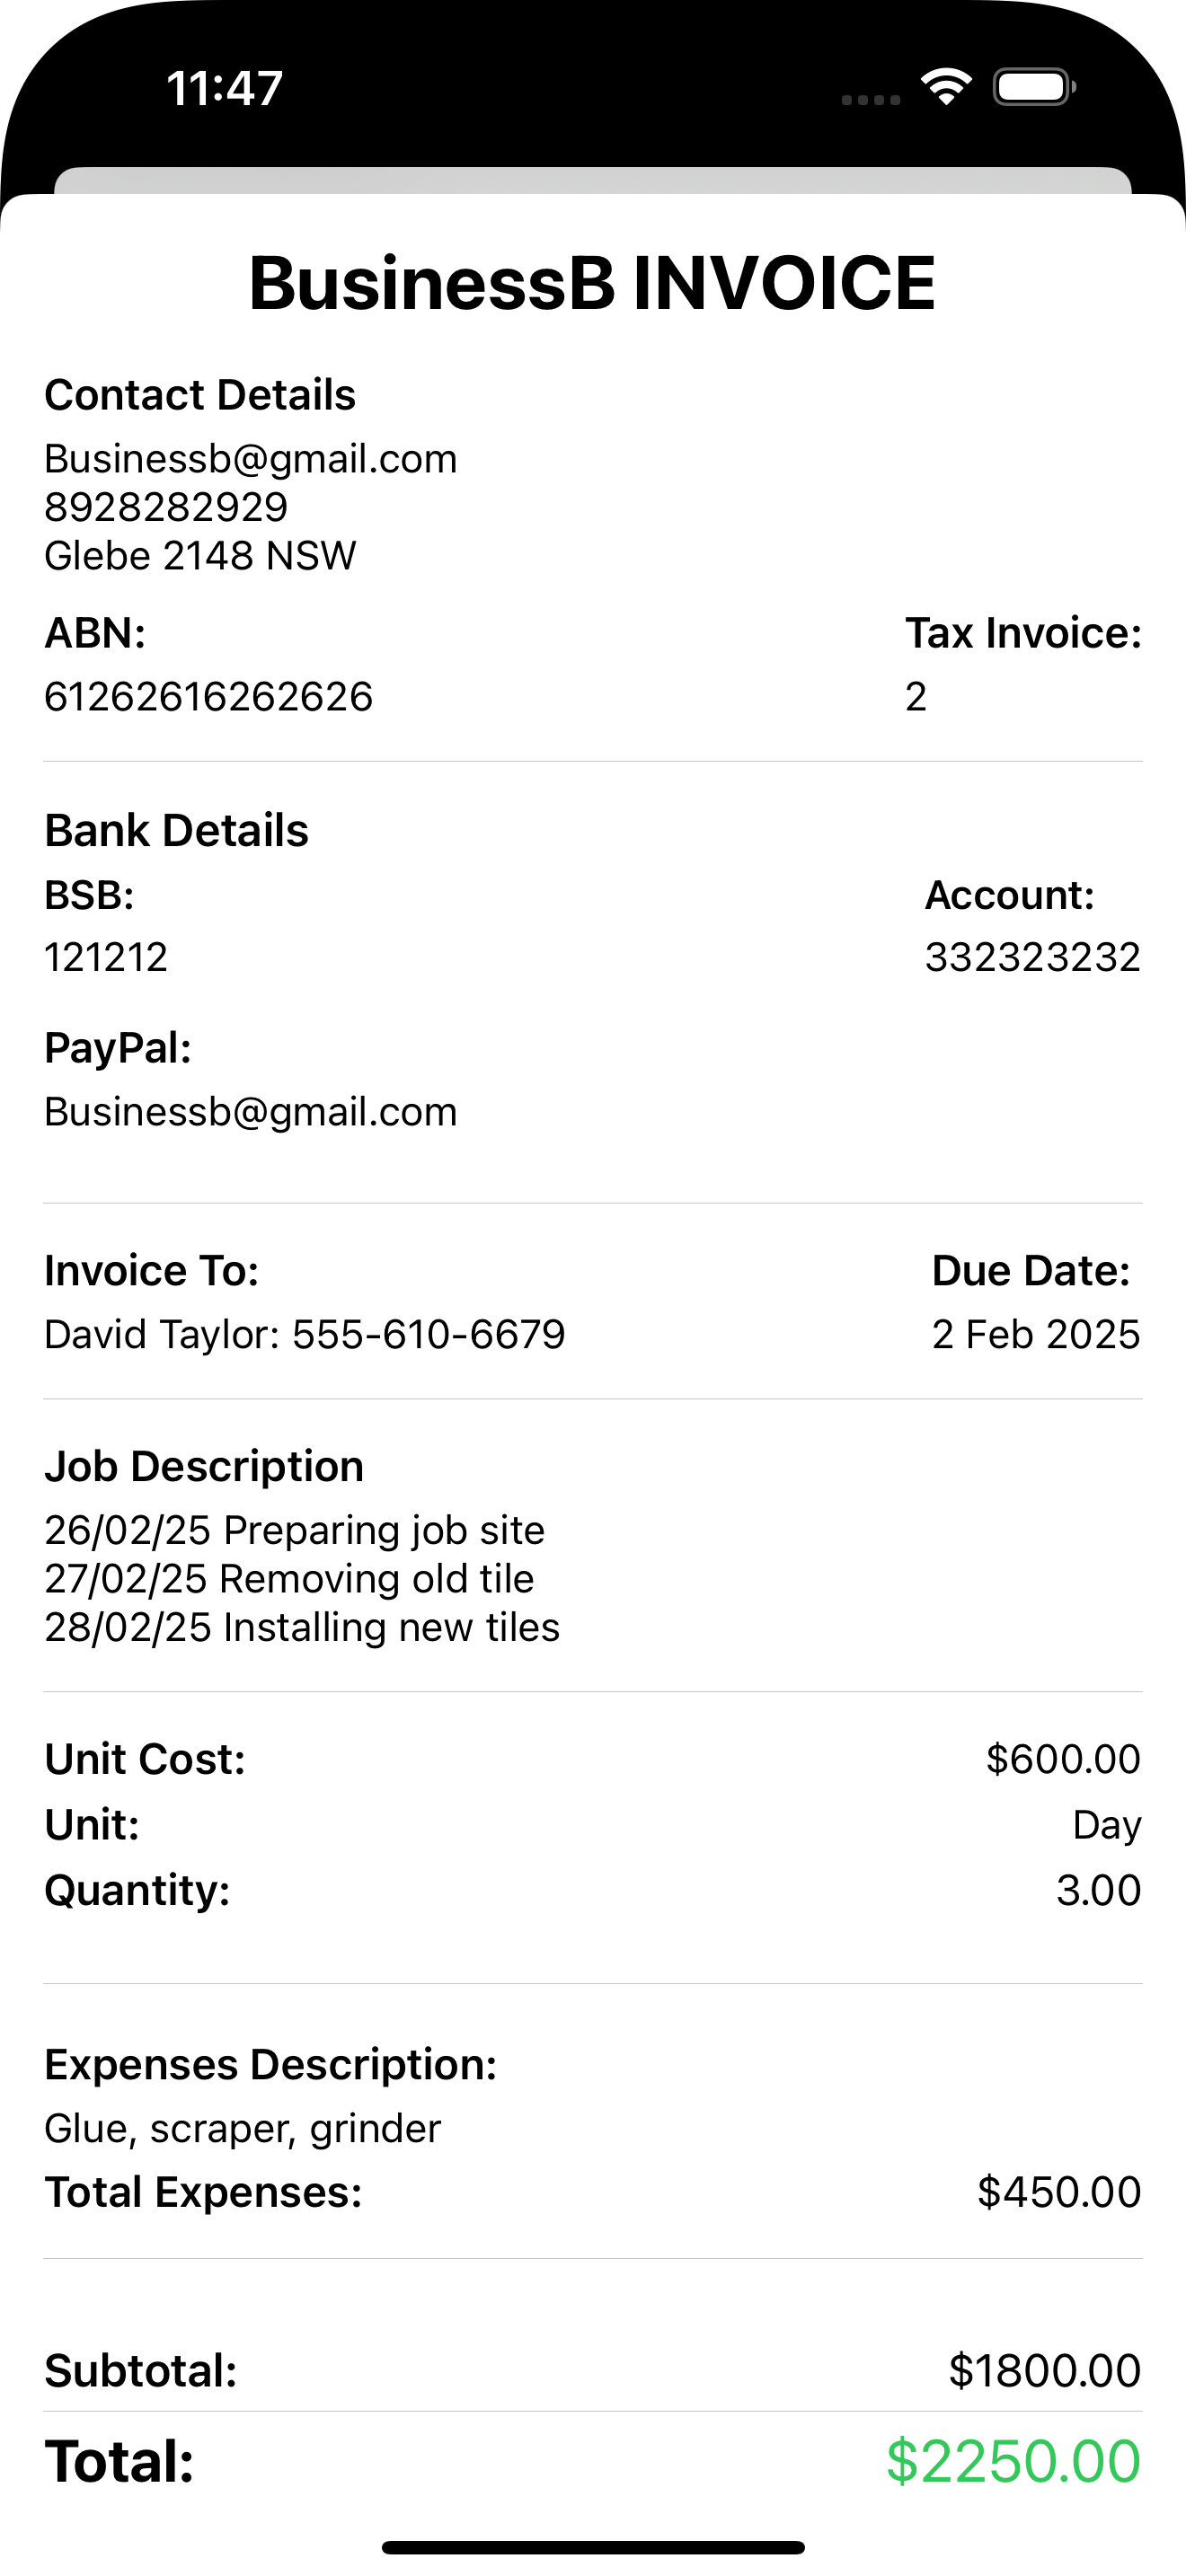 11:47
BusinessB INVOICE
Contact Details
Businessb@gmail.com
8928282929
Glebe 2148 NSW
ABN:
61262616262626
Tax Invoice:
2
Bank Details
BSB:
121212
Account:
332323232
PayPal:
Businessb@gmail.com
Invoice To:
David Taylor: 555-610-6679
Due Date:
2 Feb 2025
Job Description
26/02/25 Preparing job site
27/02/25 Removing old tile
28/02/25 Installing new tiles
Unit Cost: $600.00
Unit: Day
Quantity: 3.00
Expenses Description:
Glue, scraper, grinder
Total Expenses: $450.00
Subtotal: $1800.00
Total: $2250.00